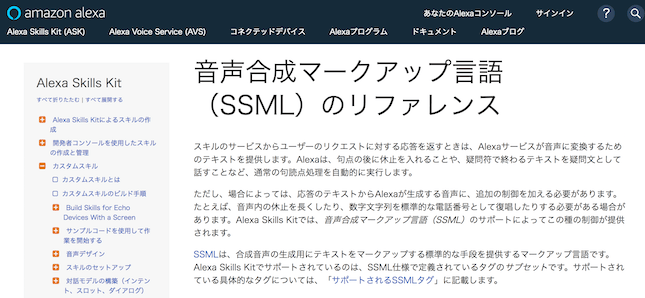 amazon alexa
あなたのAlexaコンソール サインイン ?
Alexa Skills Kit (ASK) Alexa Voice Service (AVS) コネクテッドデバイス Alexaプログラム ドキュメント Alexaブログ
Alexa Skills Kit
すべて折りたたむ | すべて展開する
Alexa Skills Kitによるスキルの作
成
開発者コンソールを使用したスキル
の作成と管理
カスタムスキル
カスタムスキルとは
カスタムスキルのビルド手順
Build Skills for Echo
Devices With a Screen
サンプルコードを使用して作
業を開始する
音声デザイン
スキルのセットアップ
対話モデルの構築（インテン
ト、スロット、ダイアログ）
音声合成マークアップ言語
（SSML）のリファレンス
スキルのサービスからユーザーのリクエストに対する応答を返すときは、Alexaサービスが音声に変換するため
のテキストを提供します。Alexaは、句点の後に休止を入れることや、疑問符で終わるテキストを疑問文として
話すことなど、通常の句読点処理を自動的に実行します。
ただし、場合によっては、応答のテキストからAlexaが生成する音声に、追加の制御を加える必要があります。
たとえば、音声内の休止を長くしたり、数字文字列を標準的な電話番号として復唱したりする必要がある場合が
あります。Alexa Skills Kitでは、音声合成マークアップ言語（SSML）のサポートによってこの種の制御が提供
されます。
SSMLは、合成音声の生成用にテキストをマークアップする標準的な手段を提供するマークアップ言語です。
Alexa Skills Kitでサポートされているのは、SSML仕様で定義されているタグのサブセットです。サポートされ
ている具体的なタグについては、「サポートされるSSMLタグ」に記載します。